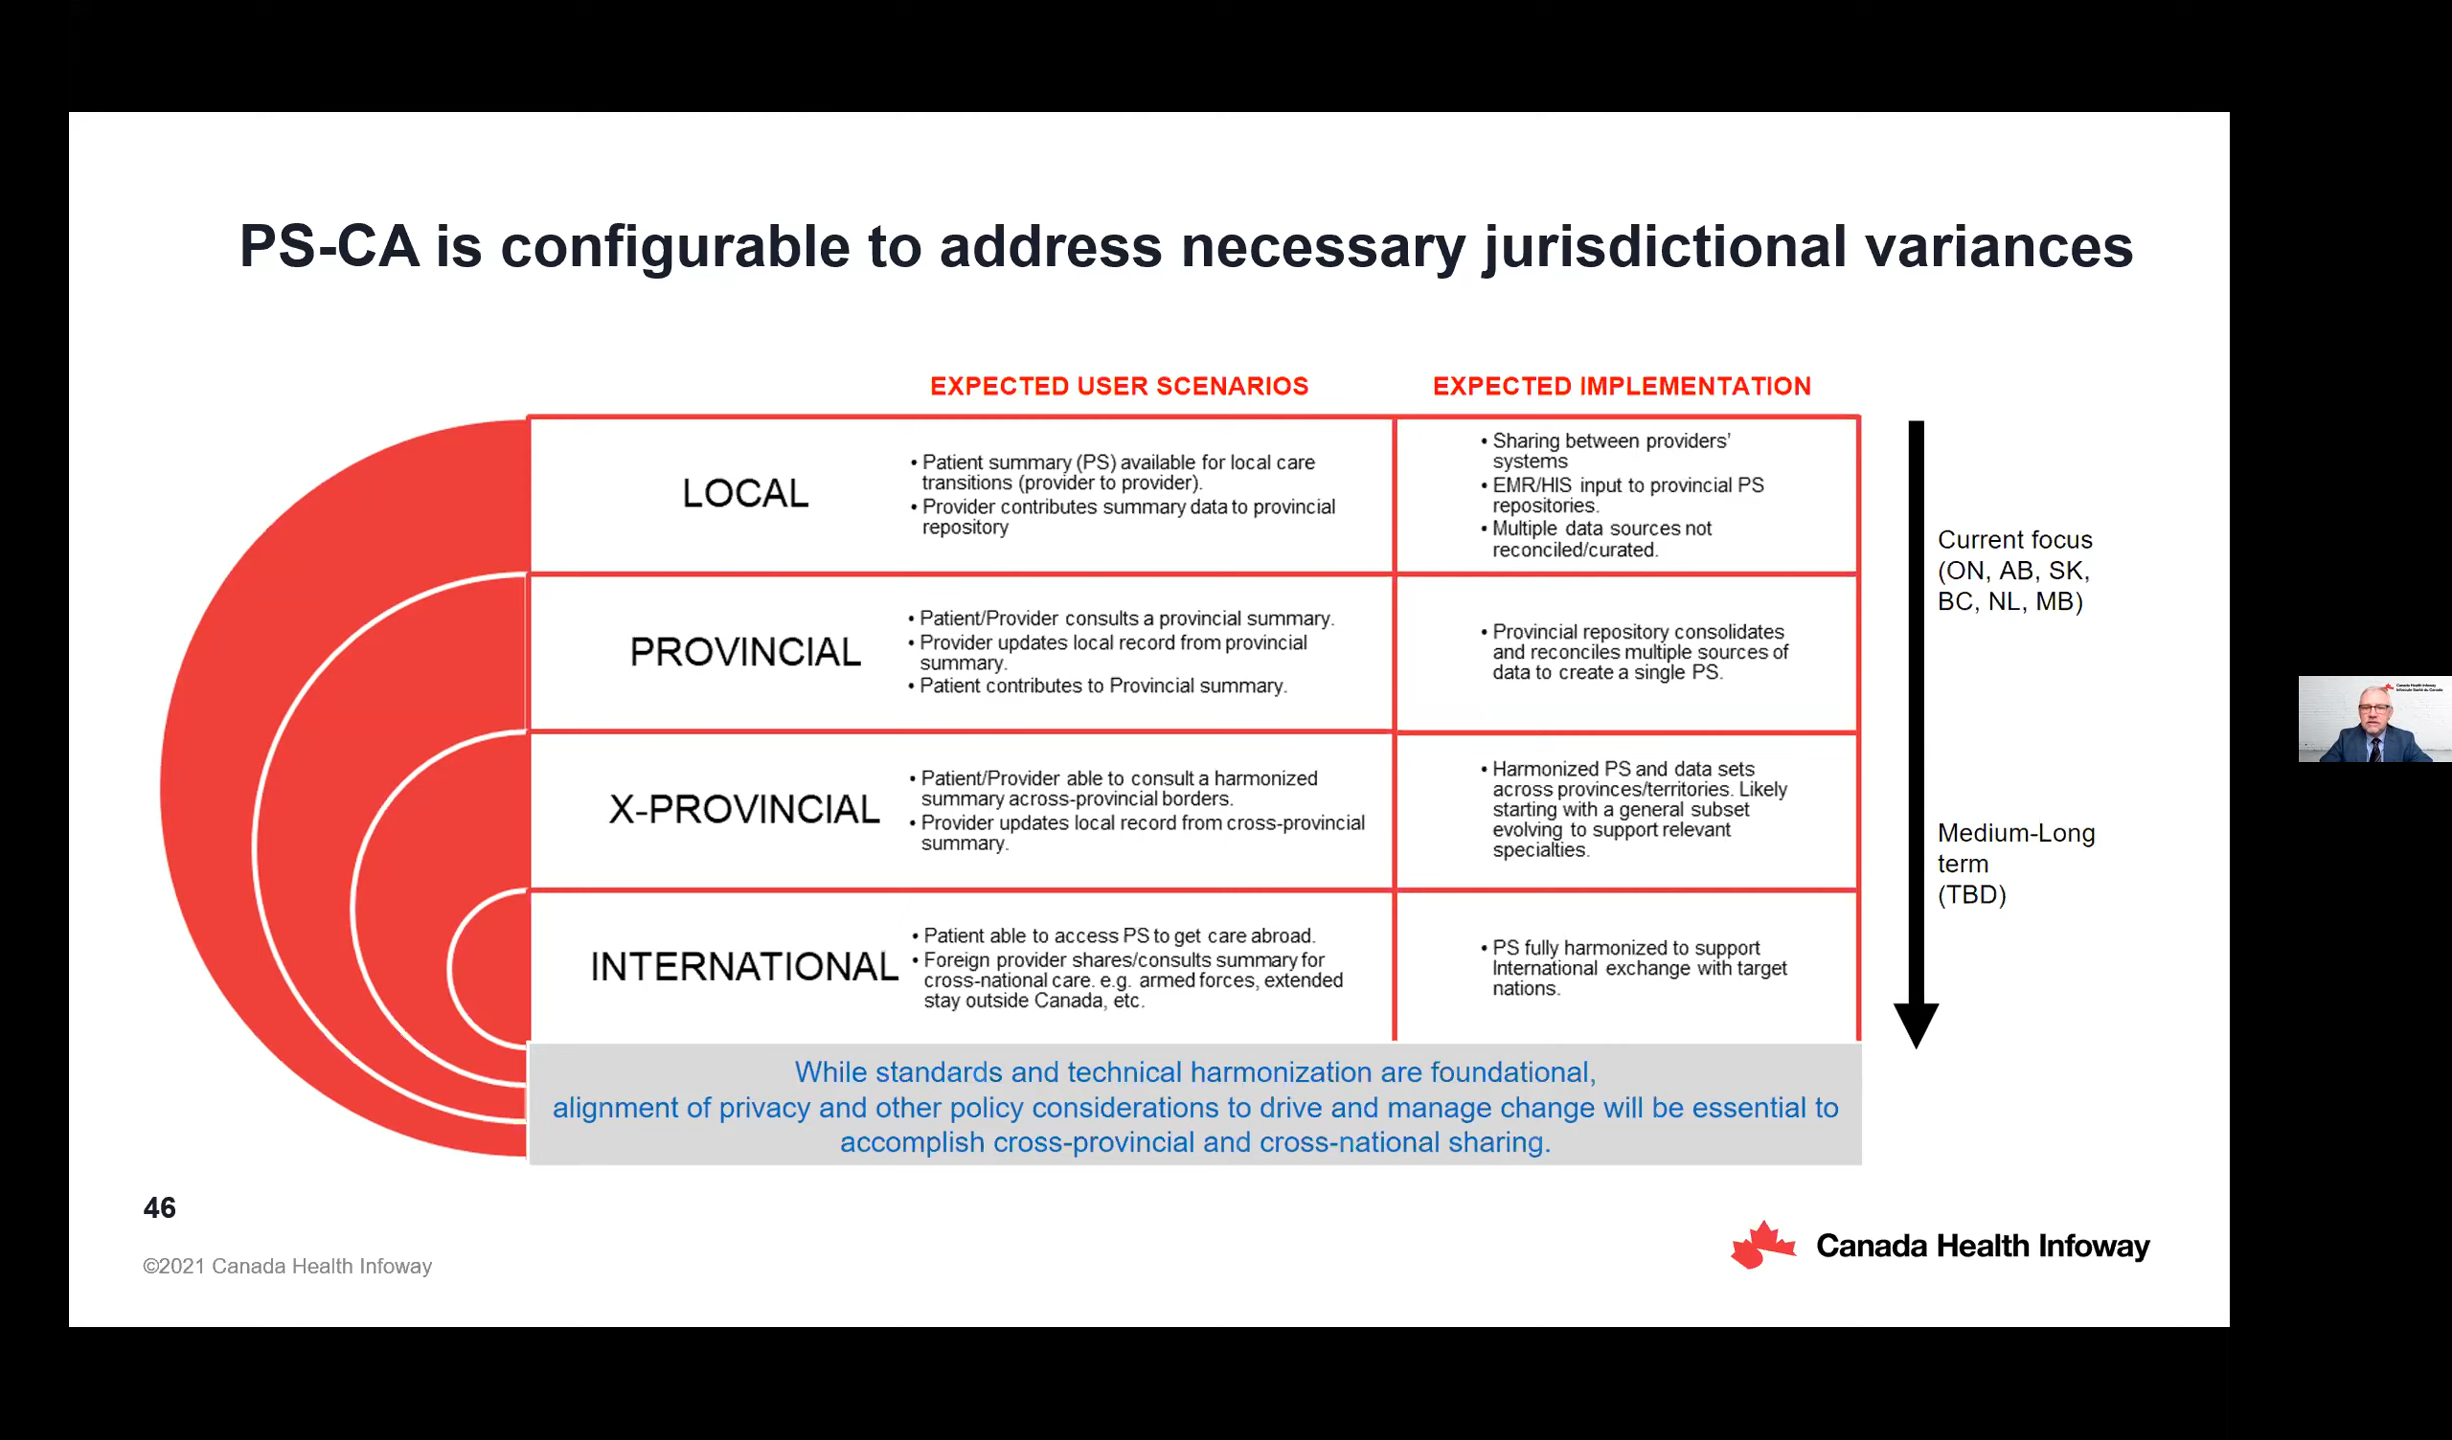 PS-CA is configurable to address necessary jurisdictional variances
EXPECTED USER SCENARIOS
EXPECTED IMPLEMENTATION
LOCAL
• Patient summary (PS) available for local care
transitions (provider to provider).
• Provider contributes summary data to provincial
repository
• Sharing between providers’
systems
• EMR/HIS input to provincial PS
repositories.
• Multiple data sources not
reconciled/curated.
PROVINCIAL
• Patient/Provider consults a provincial summary.
• Provider updates local record from provincial
summary.
• Patient contributes to Provincial summary.
• Provincial repository consolidates
and reconciles multiple sources of
data to create a single PS.
X-PROVINCIAL
• Patient/Provider able to consult a harmonized
summary across-provincial borders.
• Provider updates local record from cross-provincial
summary.
• Harmonized PS and data sets
across provinces/territories. Likely
starting with a general subset
evolving to support relevant
specialties.
INTERNATIONAL
• Patient able to access PS to get care abroad.
• Foreign provider shares/consults summary for
cross-national care. e.g. armed forces, extended
stay outside Canada, etc.
• PS fully harmonized to support
International exchange with target
nations.
Current focus
(ON, AB, SK,
BC, NL, MB)
Medium-Long
term
(TBD)
While standards and technical harmonization are foundational,
alignment of privacy and other policy considerations to drive and manage change will be essential to
accomplish cross-provincial and cross-national sharing.
46
©2021 Canada Health Infoway
Canada Health Infoway